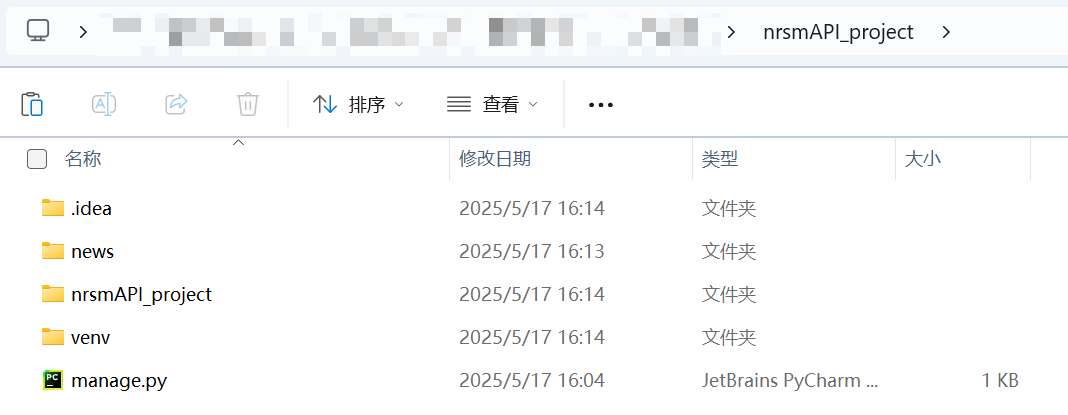 nrsmAPI_project
排序 查看
名称 修改日期 类型 大小
.idea 2025/5/17 16:14 文件夹
news 2025/5/17 16:13 文件夹
nrsmAPI_project 2025/5/17 16:14 文件夹
venv 2025/5/17 16:14 文件夹
manage.py 2025/5/17 16:04 JetBrains PyCharm ... 1 KB